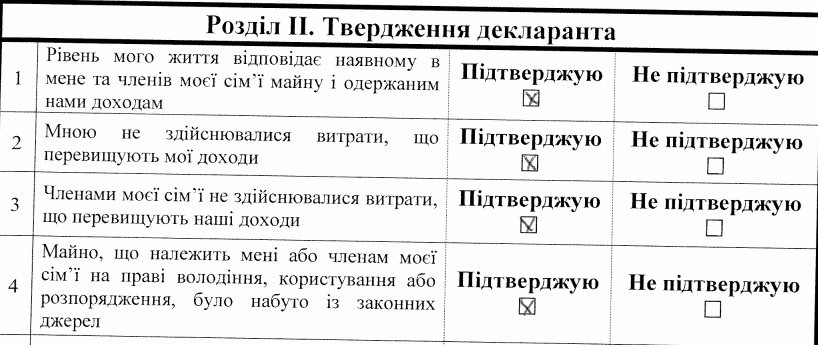 Розділ II. Твердження декларанта
1
Рівень мого життя відповідає наявному в
мене та членів моєї сім’ї майну і одержаним
нами доходам
Підтверджую
☒
Не підтверджую
☐
2
Мною не здійснювалися витрати, що
перевищують мої доходи
Підтверджую
☒
Не підтверджую
☐
3
Членами моєї сім’ї не здійснювалися витрати,
що перевищують наші доходи
Підтверджую
☒
Не підтверджую
☐
4
Майно, що належить мені або членам моєї
сім’ї на праві володіння, користування або
розпорядження, було набуто із законних
джерел
Підтверджую
☒
Не підтверджую
☐